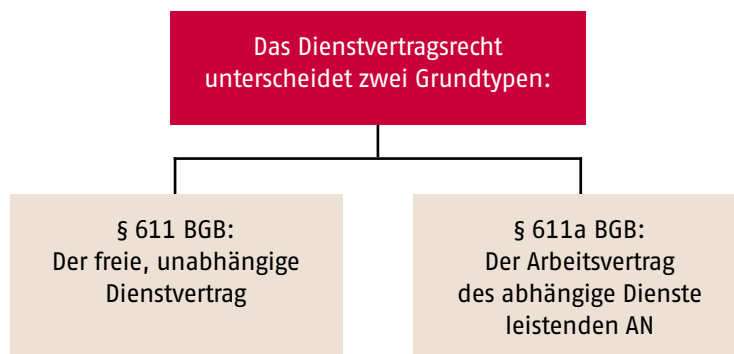 Das Dienstvertragsrecht
unterscheidet zwei Grundtypen:
§ 611 BGB:
Der freie, unabhängige
Dienstvertrag
§ 611a BGB:
Der Arbeitsvertrag
des abhängige Dienste
leistenden AN